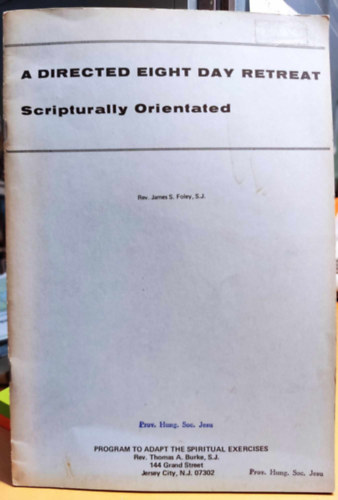 A DIRECTED EIGHT DAY RETREAT
Scripturally Orientated
Rev. James S. Foley, S.J.
Prov. Hung. Soc. Jesu
PROGRAM TO ADAPT THE SPIRITUAL EXERCISES
Rev. Thomas A. Burke, S.J.
144 Grand Street
Jersey City, N.J. 07302
Prov. Hung. Soc. Jesu